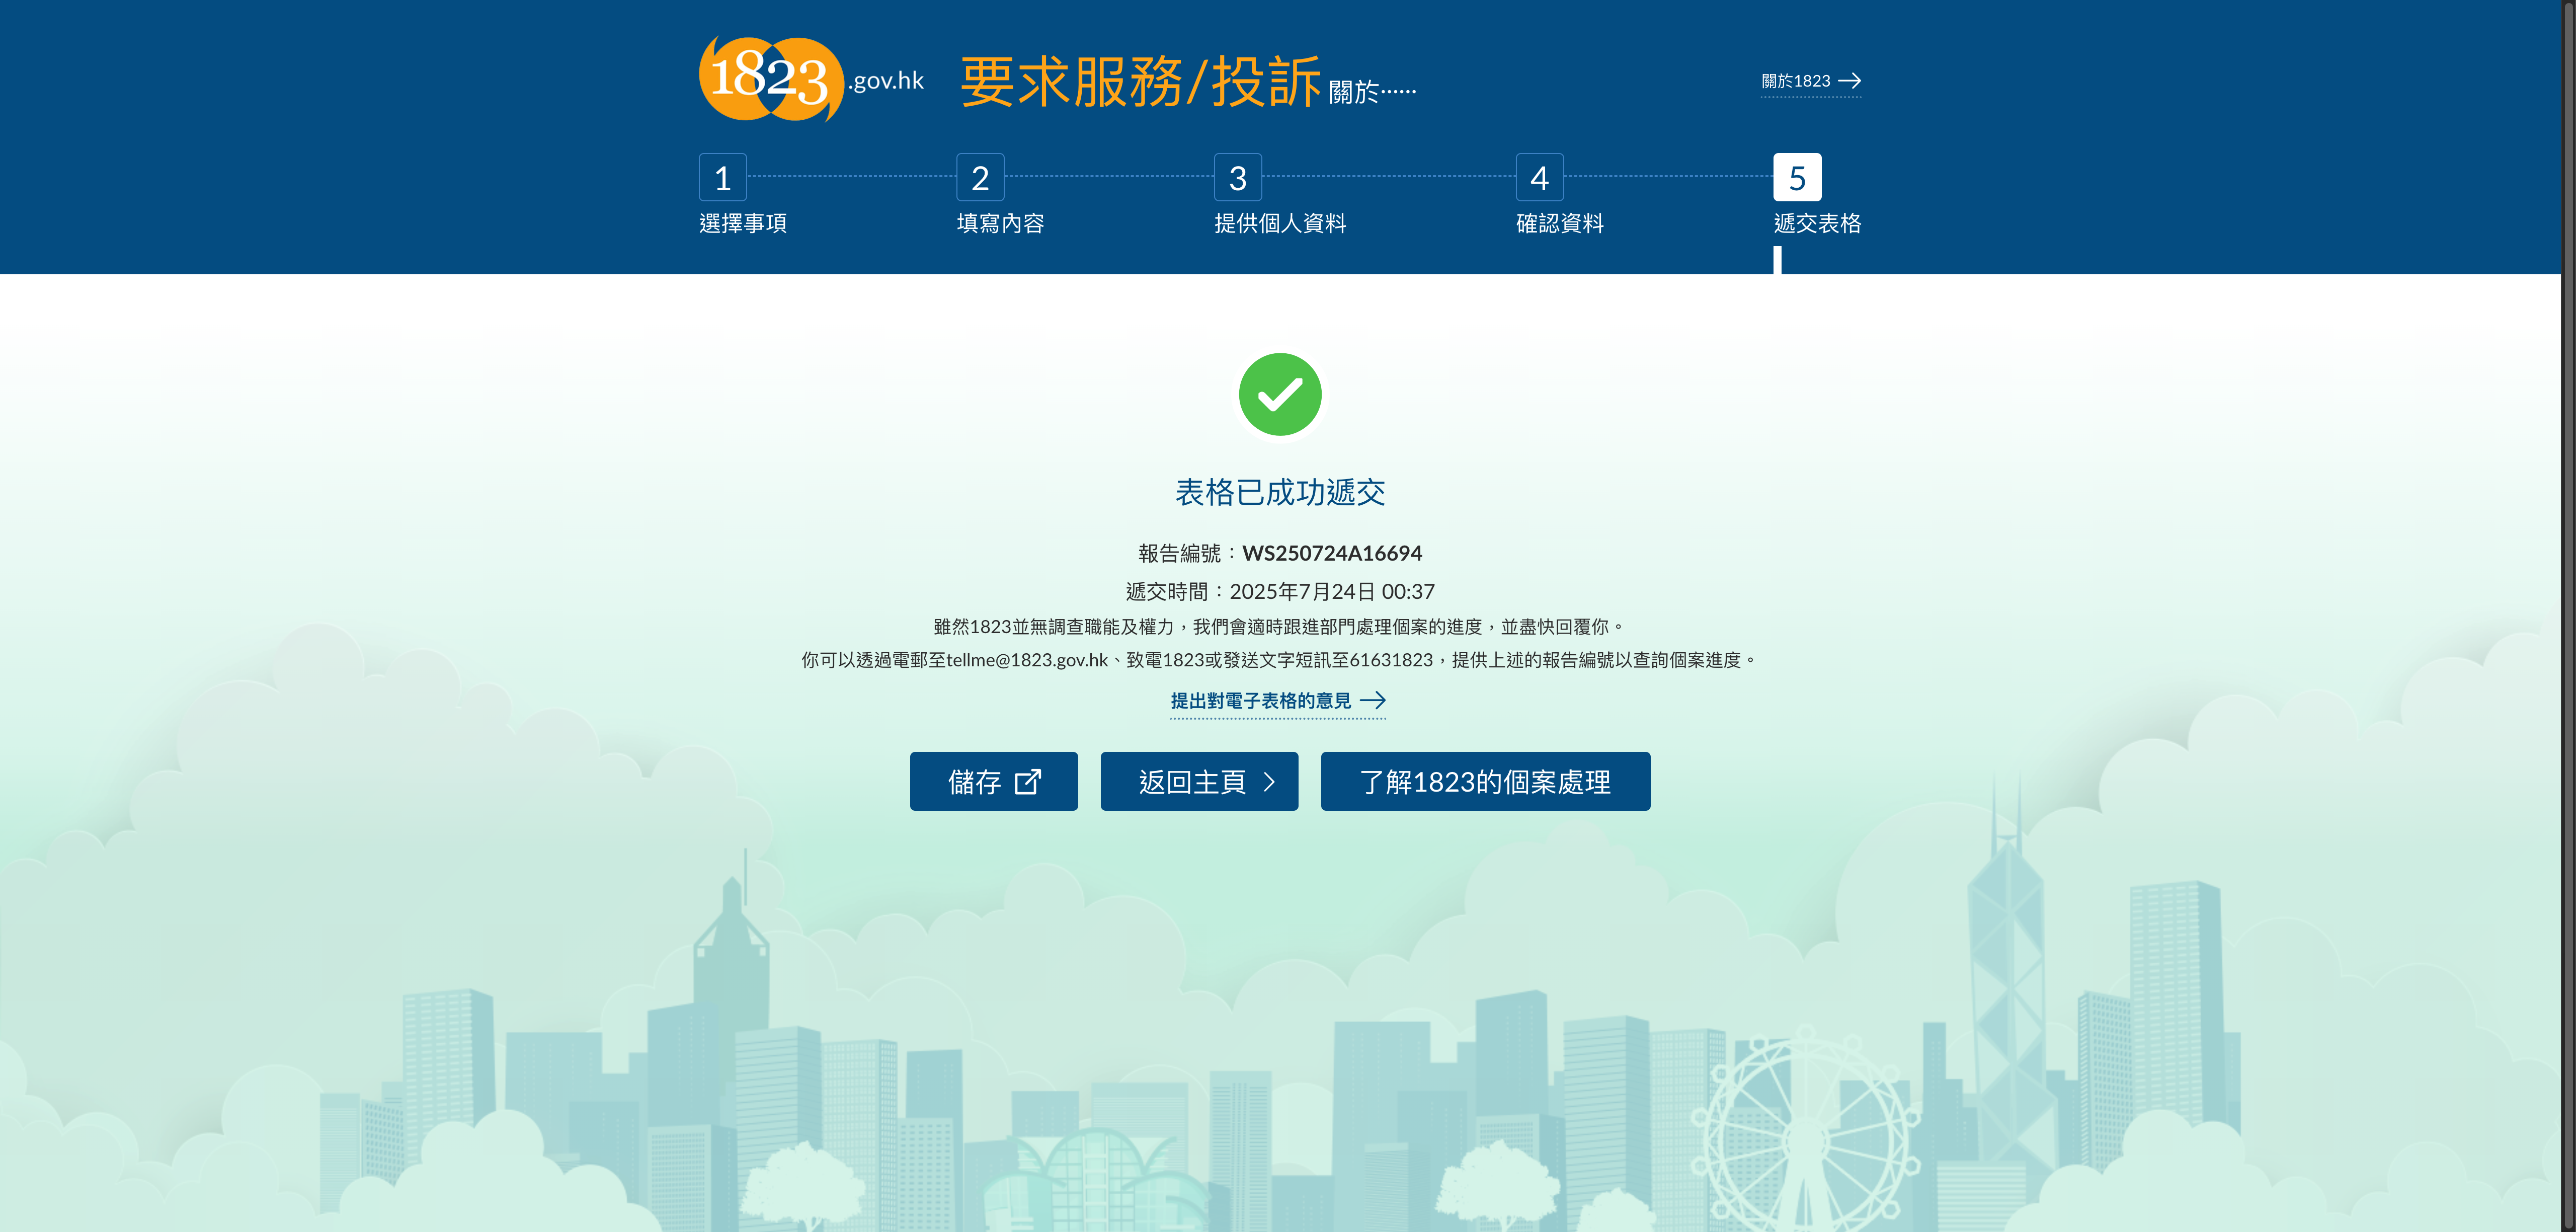 1823.gov.hk
要求服務/投訴 關於……
關於1823
1
2
3
4
5
選擇事項
填寫內容
提供個人資料
確認資料
遞交表格
表格已成功遞交
報告編號：WS250724A16694
遞交時間：2025年7月24日 00:37
雖然1823並無調查職能及權力，我們會適時跟進部門處理個案的進度，並盡快回覆你。
你可以透過電郵至tellme@1823.gov.hk、致電1823或發送文字短訊至61631823，提供上述的報告編號以查詢個案進度。
提出對電子表格的意見
儲存
返回主頁
了解1823的個案處理